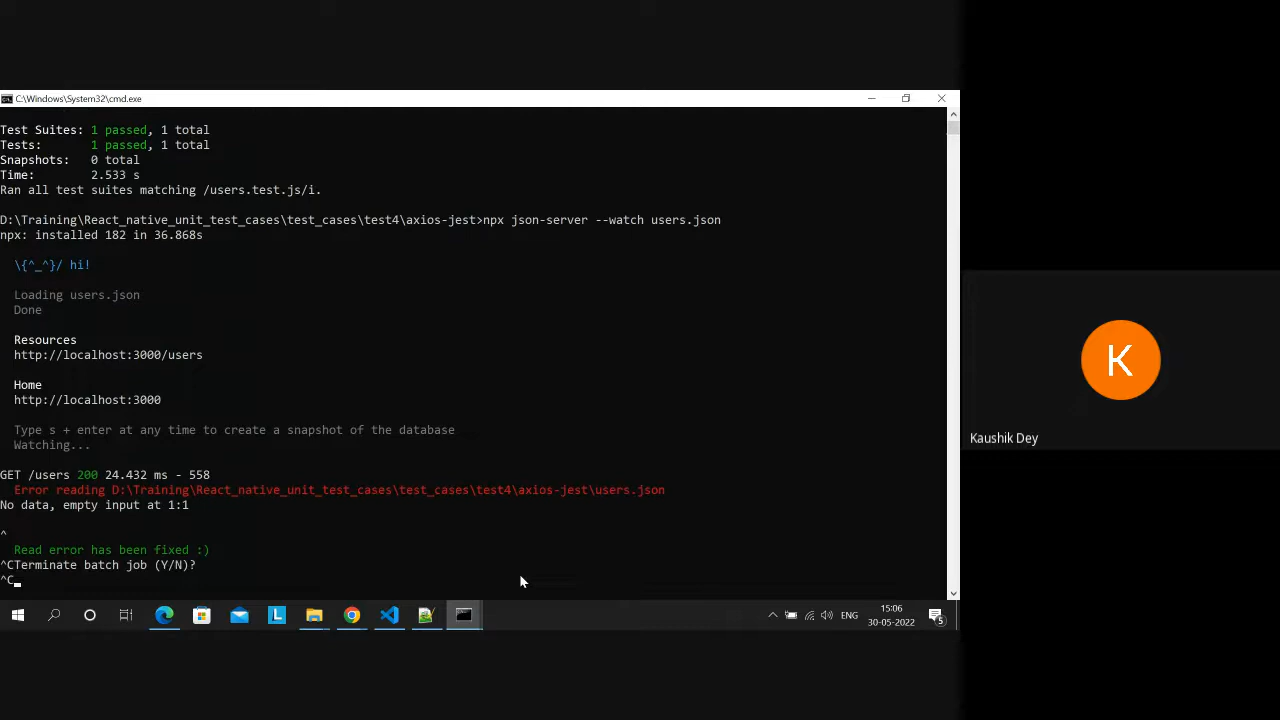 C:\Windows\System32\cmd.exe
Test Suites: 1 passed, 1 total
Tests: 1 passed, 1 total
Snapshots: 0 total
Time: 2.533 s
Ran all test suites matching /users.test.js/i.
D:\Training\React_native_unit_test_cases\test_cases\test4\axios-jest>npx json-server --watch users.json
npx: installed 182 in 36.868s
\{^_^}/ hi!
Loading users.json
Done
Resources
http://localhost:3000/users
Home
http://localhost:3000
Type s + enter at any time to create a snapshot of the database
Watching...
GET /users 200 24.432 ms - 558
Error reading D:\Training\React_native_unit_test_cases\test_cases\test4\axios-jest\users.json
No data, empty input at 1:1
^
Read error has been fixed :)
^CTerminate batch job (Y/N)?
^C
K
Kaushik Dey
L
ENG
15:06
30-05-2022
5